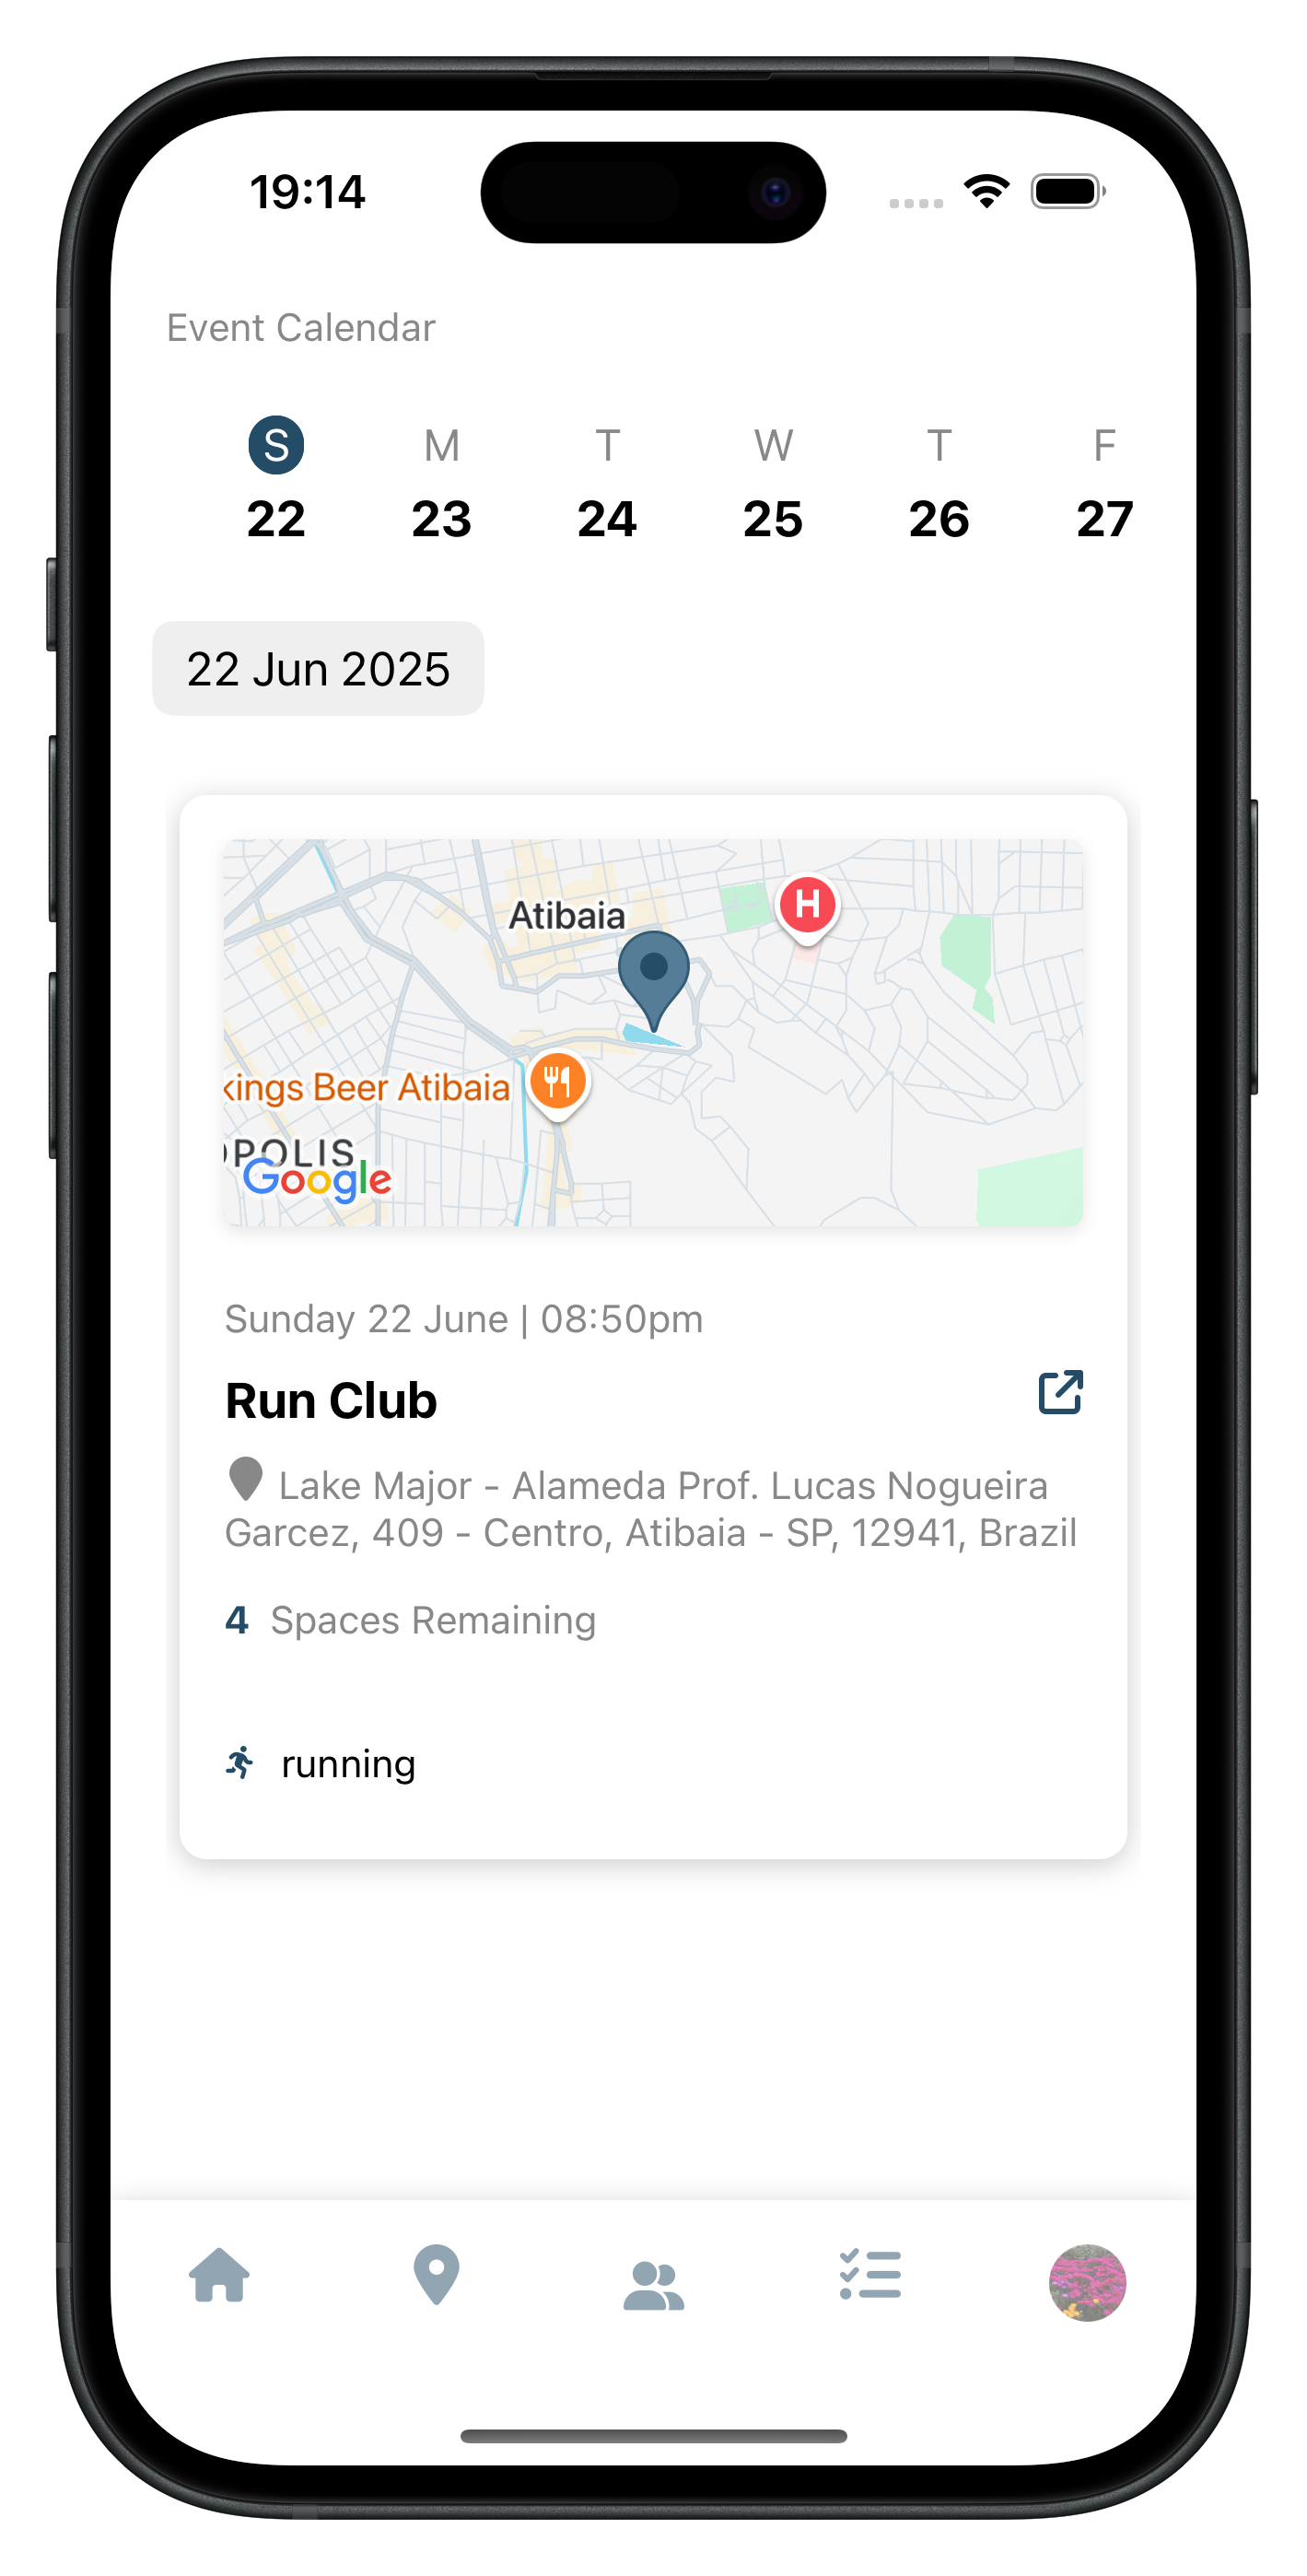 19:14
Event Calendar
S M T W T F
22 23 24 25 26 27
22 Jun 2025
Atibaia
H
kings Beer Atibaia
POLIS
Google
Sunday 22 June | 08:50pm
Run Club
Lake Major - Alameda Prof. Lucas Nogueira
Garcez, 409 - Centro, Atibaia - SP, 12941, Brazil
4 Spaces Remaining
running